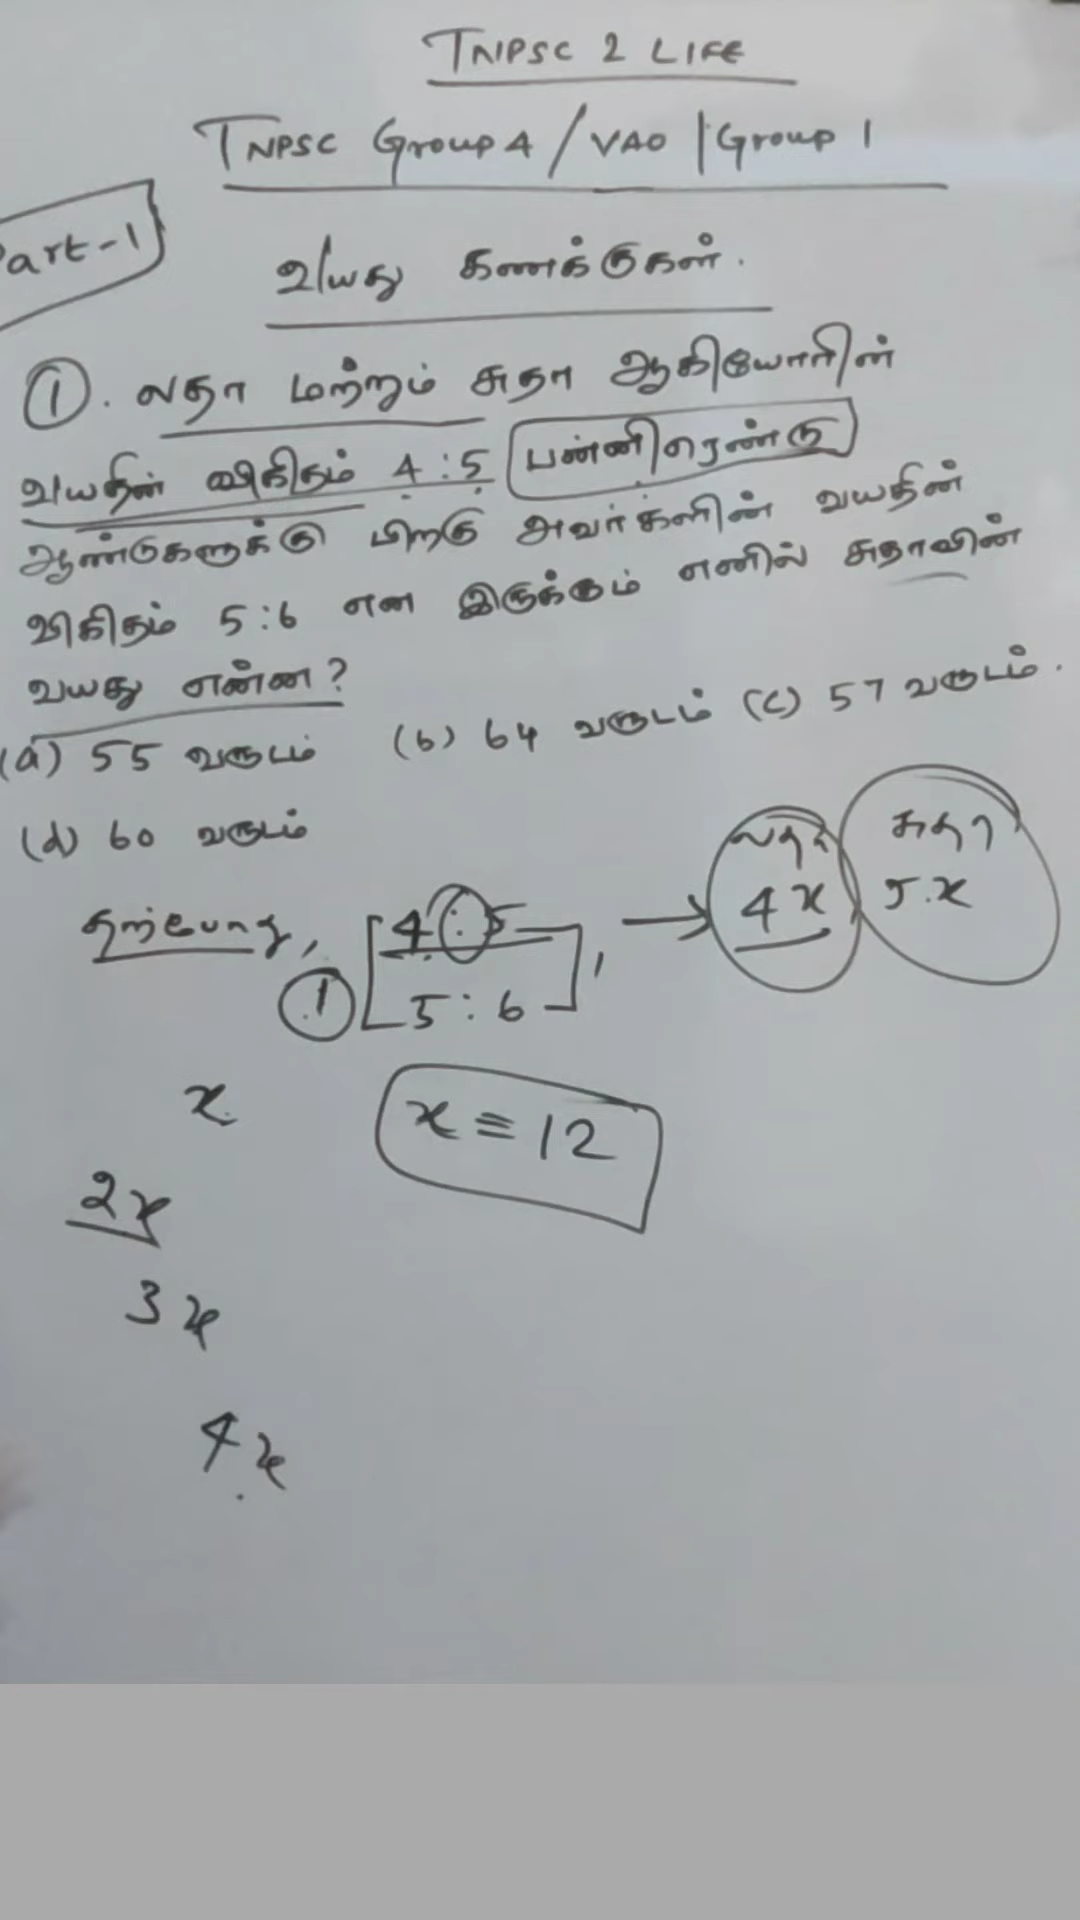 TNPSC 2 LIFE
TNPSC Group 4 / VAO | Group 1
Part-1
வயது கணக்குகள்.
① . லதா மற்றும் சுதா ஆகியோரின்
வயதின் விகிதம் 4:5 பன்னிரெண்டு
ஆண்டுகளுக்கு பிறகு அவர்களின் வயதின்
விகிதம் 5:6 என இருக்கும் எனில் சுதாவின்
வயது என்ன?
(a) 55 வருடம் (b) 64 வருடம் (c) 57 வருடம்.
(d) 60 வருடம்
லதா சுதா
தற்போது, 4:5 → 4x 5x
① 5:6 ,
x
x = 12
2x
3x
4x